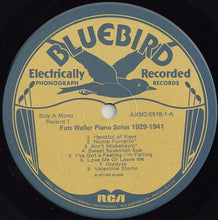 BLUEBIRD
Electrically Recorded
PHONOGRAPH RECORDS
Side A Mono
Record 1
AXM2-5518-1-A
Fats Waller Piano Solos 1929-1941
1 - Handful of Keys
2 - Numb Fumblin'
3 - Ain't Misbehavin'
4 - Sweet Savannah Sue
5 - I've Got a Feeling I'm Falling
6 - Love Me Or Leave Me
7 - Gladyse
8 - Valentine Stomp
RCA